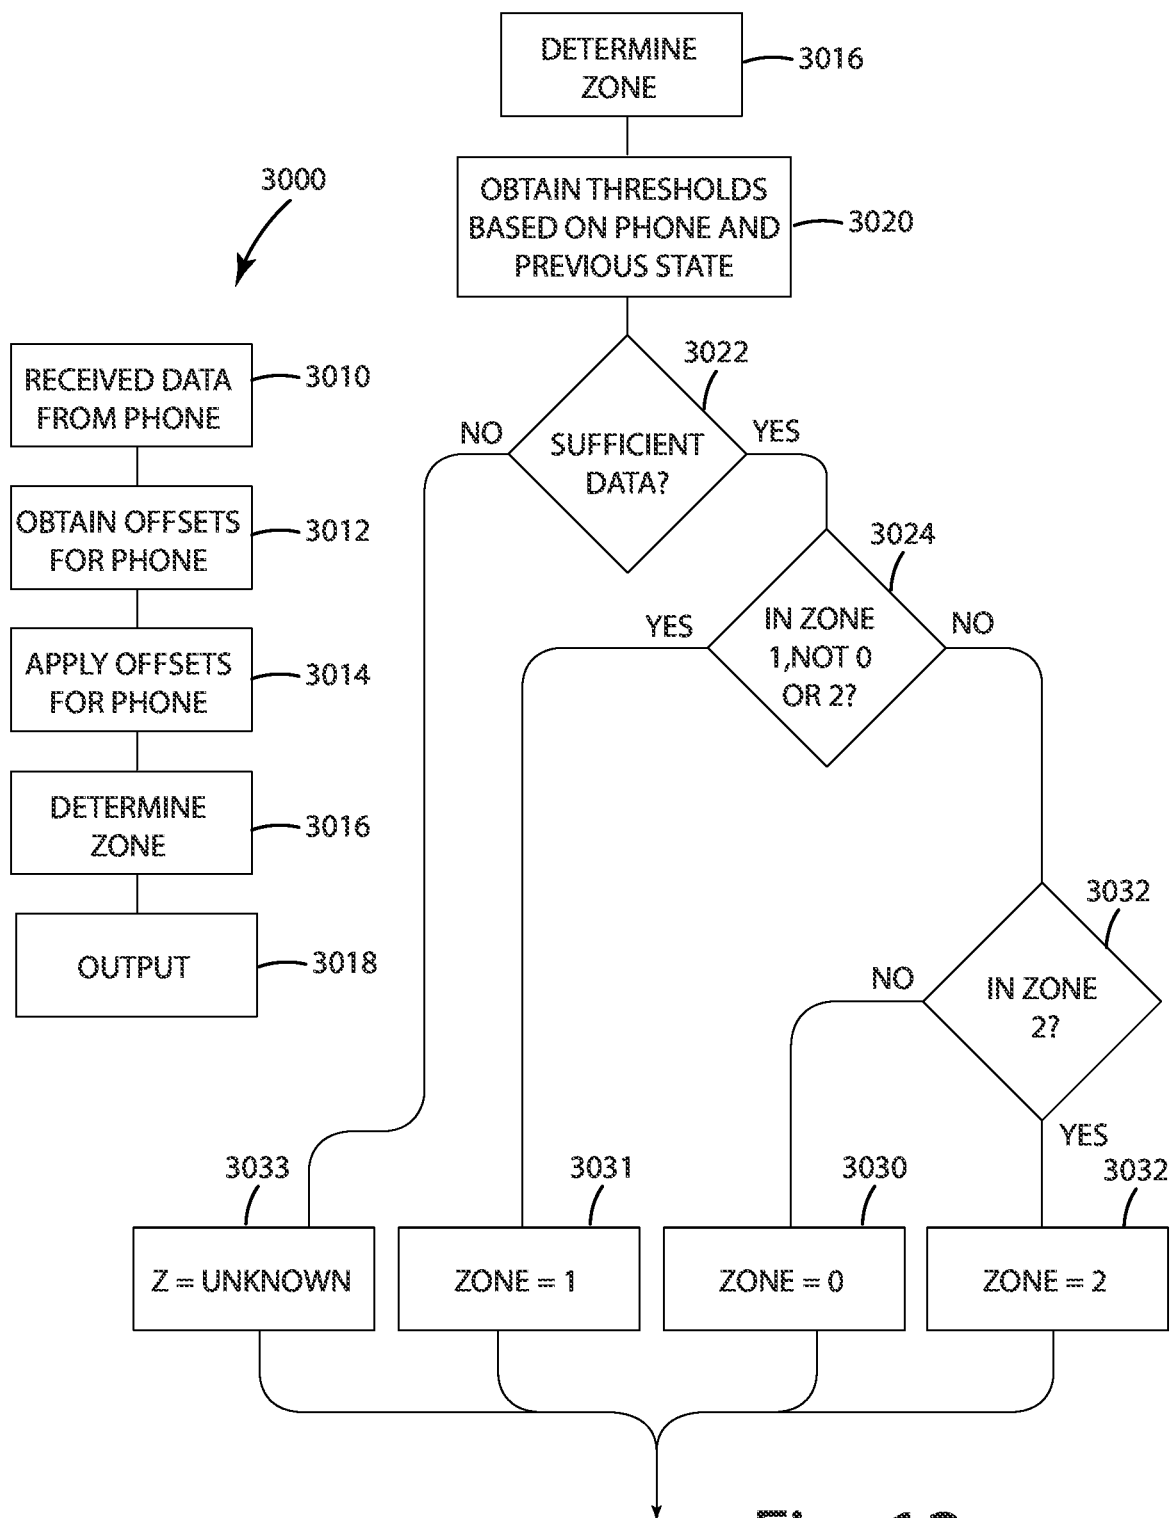 DETERMINE
ZONE
3016
OBTAIN THRESHOLDS
BASED ON PHONE AND
PREVIOUS STATE
3020
3000
RECEIVED DATA
FROM PHONE
3010
OBTAIN OFFSETS
FOR PHONE
3012
APPLY OFFSETS
FOR PHONE
3014
DETERMINE
ZONE
3016
OUTPUT
3018
3022
NO
SUFFICIENT
DATA?
YES
3024
YES
IN ZONE
1,NOT 0
OR 2?
NO
3032
NO
IN ZONE
2?
YES
3033
Z = UNKNOWN
3031
ZONE = 1
3030
ZONE = 0
3032
ZONE = 2